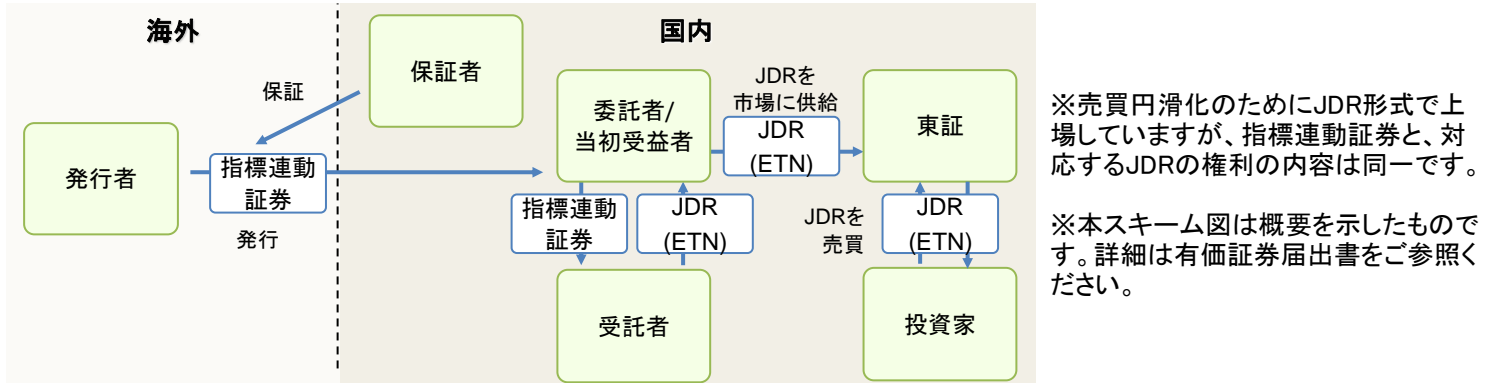 海外
国内
保証者
保証
発行者
指標連動
証券
発行
委託者/
当初受益者
JDRを
市場に供給
JDR
(ETN)
東証
指標連動
証券
JDR
(ETN)
JDRを
売買
JDR
(ETN)
受託者
投資家
※売買円滑化のためにJDR形式で上
場していますが、指標連動証券と、対
応するJDRの権利の内容は同一です。
※本スキーム図は概要を示したもので
す。詳細は有価証券届出書をご参照く
ださい。